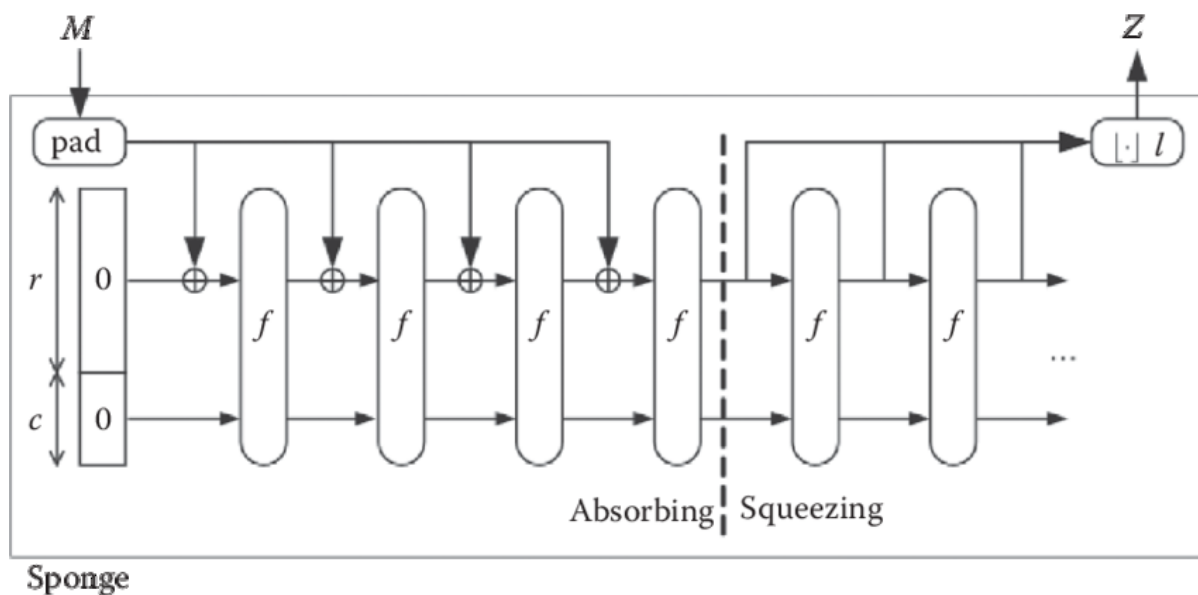 M Z
pad ⌊·⌋ l
r 0 f f f f f f
...
c 0
Absorbing Squeezing
Sponge